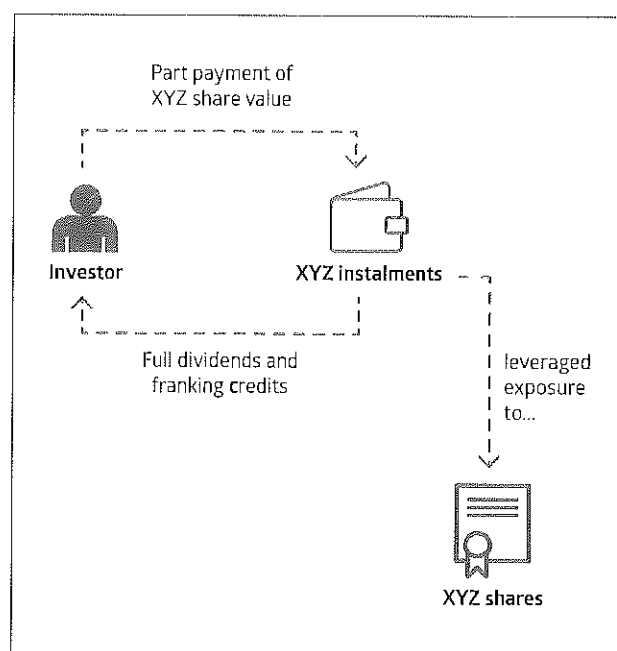 Part payment of
XYZ share value
Investor
XYZ instalments
Full dividends and
franking credits
leveraged
exposure
to...
XYZ shares